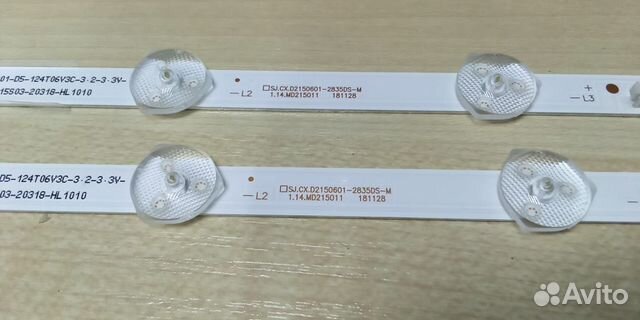 01-D5-124T06V3C-3.2-3.3V-
15S03-20318-HL1010
—L2
SJ.CX.D2150601-2835DS-M
1.14.MD215011 181128
+
—L3
D5-124T06V3C-3.2-3.3V-
03-20318-HL1010
—L2
SJ.CX.D2150601-2835DS-M
1.14.MD215011 181128
Avito